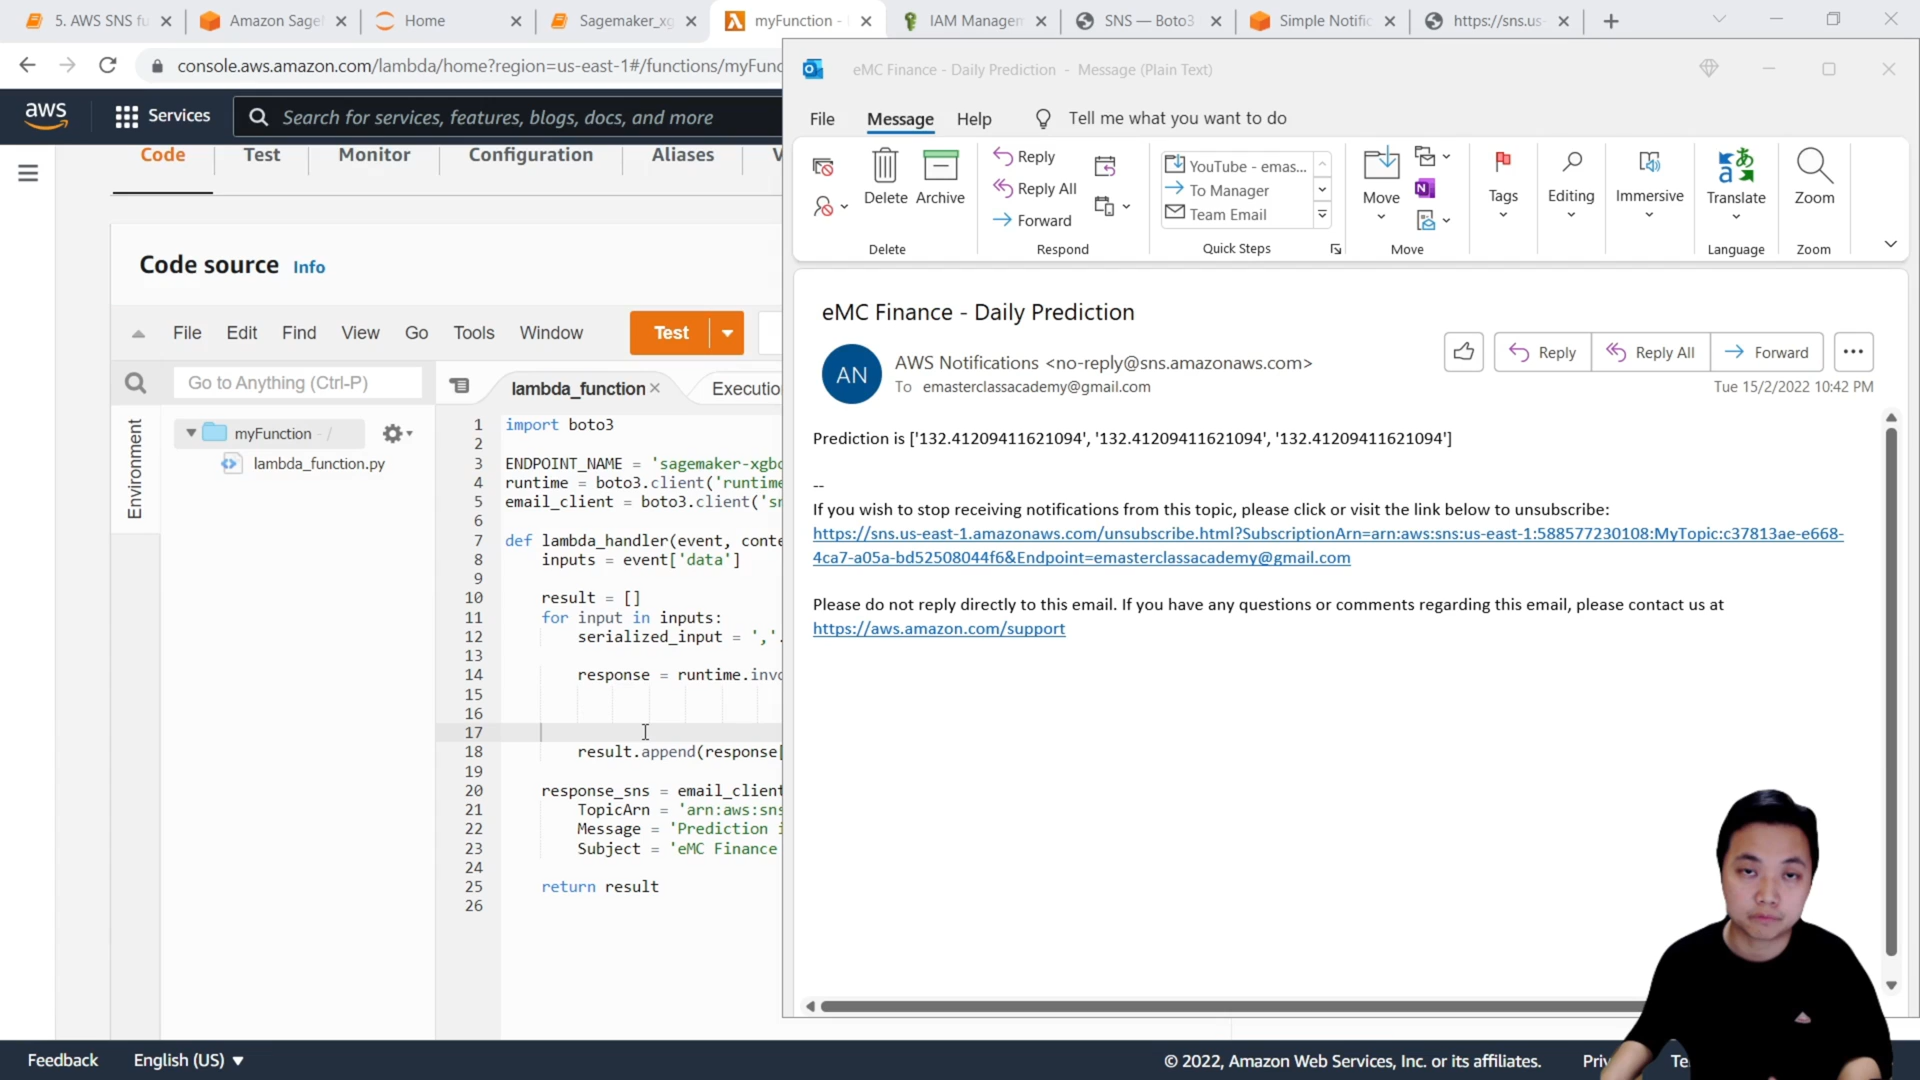 5. AWS SNS fu
Amazon SageM
Home
Sagemaker_xg
myFunction -
IAM Managem
SNS — Boto3
Simple Notific
https://sns.us-
console.aws.amazon.com/lambda/home?region=us-east-1#/functions/myFunc
aws
Services
Search for services, features, blogs, docs, and more
Code
Test
Monitor
Configuration
Aliases
Code source
Info
File
Edit
Find
View
Go
Tools
Window
Test
Go to Anything (Ctrl-P)
lambda_function
Executio
Environment
myFunction - /
lambda_function.py
1 import boto3
2
3 ENDPOINT_NAME = 'sagemaker-xgbo
4 runtime = boto3.client('runtime
5 email_client = boto3.client('sn
6
7 def lambda_handler(event, conte
8 inputs = event['data']
9
10 result = []
11 for input in inputs:
12 serialized_input = ','.
13
14 response = runtime.invo
15
16
17
18 result.append(response[
19
20 response_sns = email_client
21 TopicArn = 'arn:aws:sns
22 Message = 'Prediction i
23 Subject = 'eMC Finance
24
25 return result
26
eMC Finance - Daily Prediction - Message (Plain Text)
File
Message
Help
Tell me what you want to do
Delete
Archive
Reply
Reply All
Forward
YouTube - emas...
To Manager
Team Email
Move
Tags
Editing
Immersive
Translate
Zoom
Delete
Respond
Quick Steps
Move
Language
Zoom
eMC Finance - Daily Prediction
AN
AWS Notifications <no-reply@sns.amazonaws.com>
To emasterclassacademy@gmail.com
Reply
Reply All
Forward
Tue 15/2/2022 10:42 PM
Prediction is ['132.41209411621094', '132.41209411621094', '132.41209411621094']
--
If you wish to stop receiving notifications from this topic, please click or visit the link below to unsubscribe:
https://sns.us-east-1.amazonaws.com/unsubscribe.html?SubscriptionArn=arn:aws:sns:us-east-1:588577230108:MyTopic:c37813ae-e668-
4ca7-a05a-bd52508044f6&Endpoint=emasterclassacademy@gmail.com
Please do not reply directly to this email. If you have any questions or comments regarding this email, please contact us at
https://aws.amazon.com/support
Feedback
English (US)
© 2022, Amazon Web Services, Inc. or its affiliates.